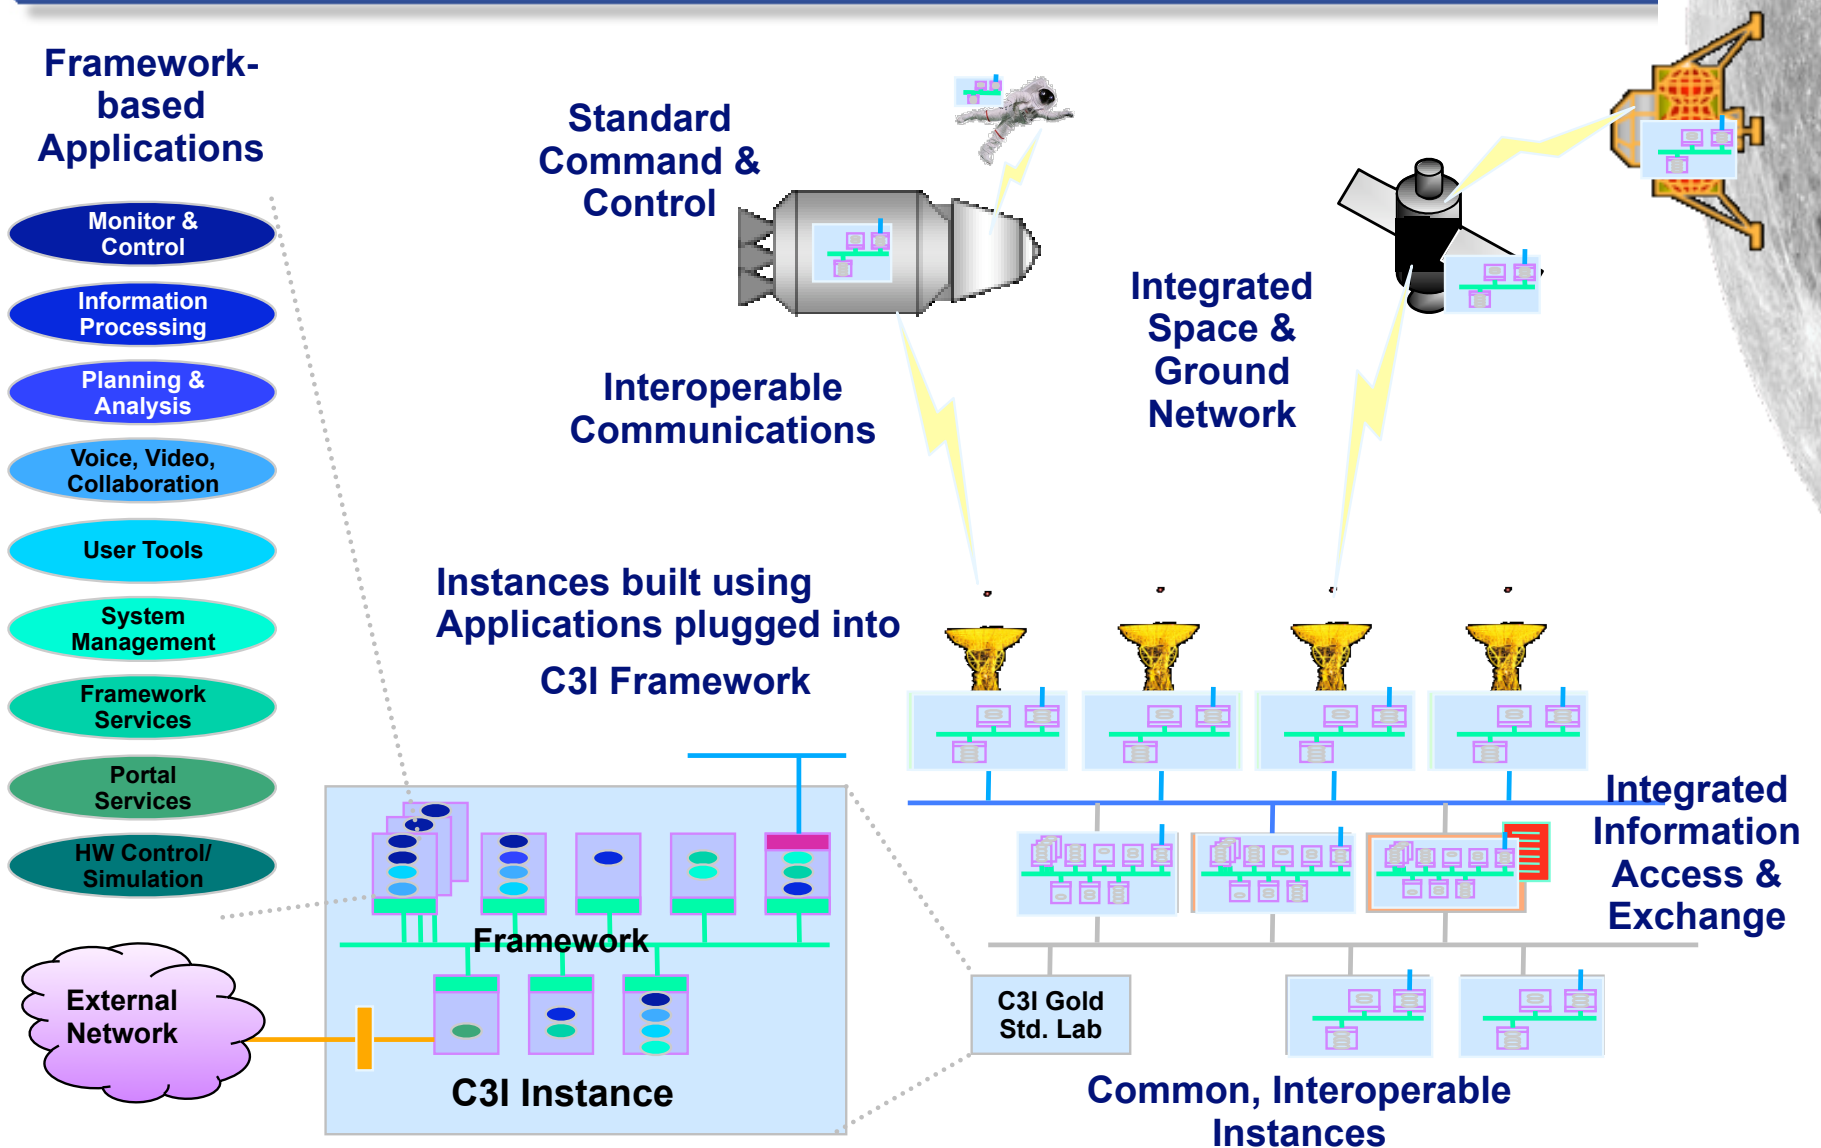 Framework-
based
Applications
Monitor &
Control
Information
Processing
Planning &
Analysis
Voice, Video,
Collaboration
User Tools
System
Management
Framework
Services
Portal
Services
HW Control/
Simulation
External
Network
Standard
Command &
Control
Interoperable
Communications
Integrated
Space &
Ground
Network
Instances built using
Applications plugged into
C3I Framework
Framework
C3I Instance
Integrated
Information
Access &
Exchange
C3I Gold
Std. Lab
Common, Interoperable
Instances